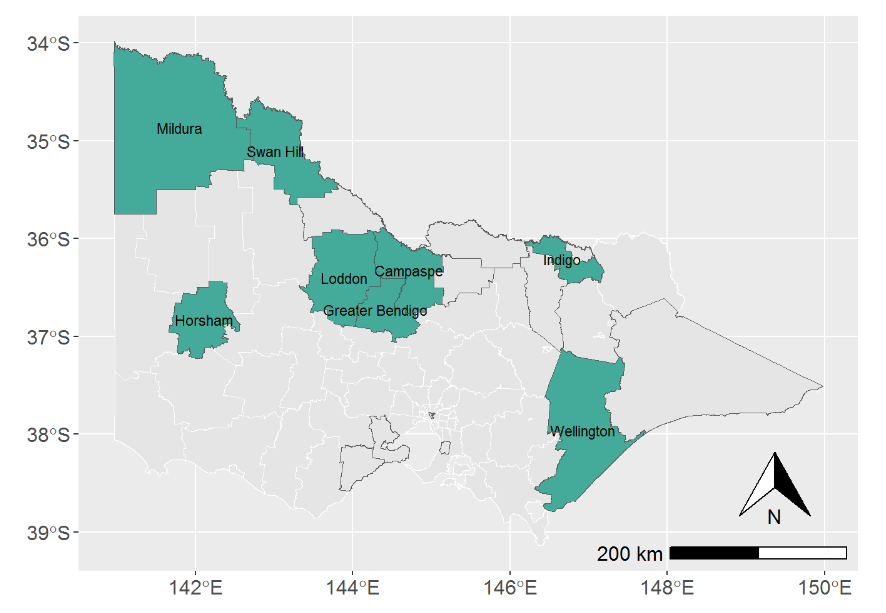 34°S
35°S
36°S
37°S
38°S
39°S
Mildura
Swan Hill
Indigo
Campaspe
Loddon
Greater Bendigo
Horsham
Wellington
N
200 km
142°E
144°E
146°E
148°E
150°E